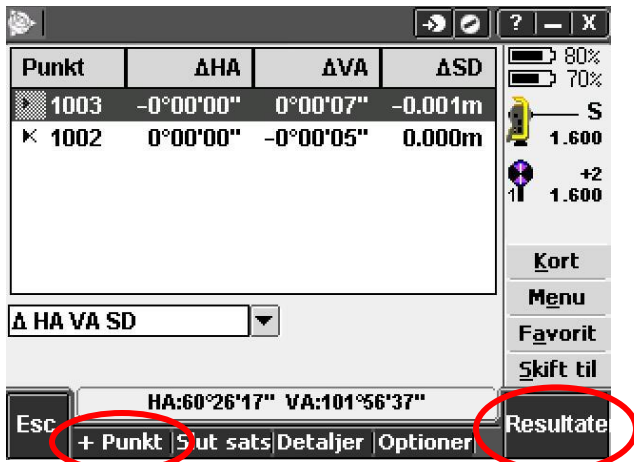 ? — X
Punkt ΔHA ΔVA ΔSD
1003 -0°00'00" 0°00'07" -0.001m
1002 0°00'00" -0°00'05" 0.000m
80%
70%
S
1.600
+2
1 1.600
Kort
Menu
Favorit
Skift til
Δ HA VA SD
HA:60°26'17" VA:101°56'37"
Esc + Punkt Slut sats Detaljer Optioner Resultate